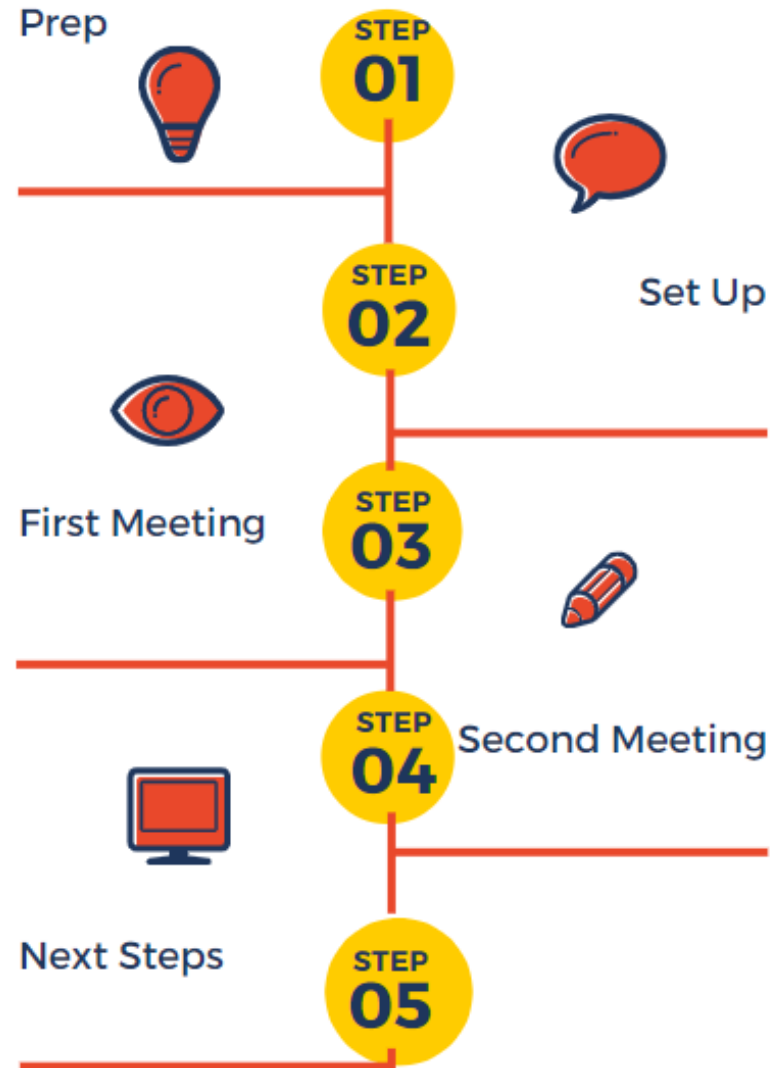 Prep
STEP
01
STEP
02
Set Up
STEP
03
First Meeting
STEP
04
Second Meeting
Next Steps
STEP
05